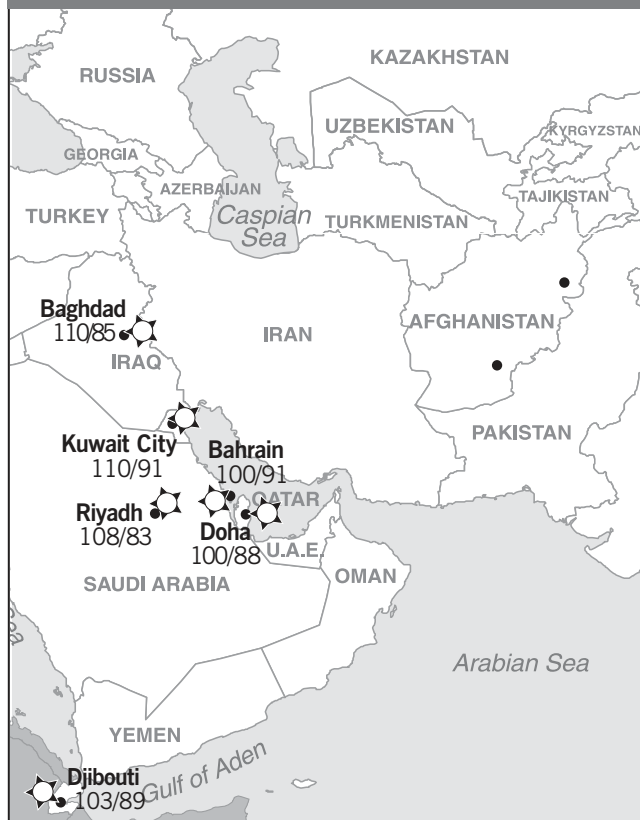 KAZAKHSTAN
RUSSIA
UZBEKISTAN
KYRGYZSTAN
GEORGIA
AZERBAIJAN
TAJIKISTAN
TURKEY
Caspian
Sea
TURKMENISTAN
Baghdad
110/85
IRAQ
IRAN
AFGHANISTAN
Kuwait City
110/91
Bahrain
100/91
PAKISTAN
QATAR
Riyadh
108/83
Doha
100/88
U.A.E.
SAUDI ARABIA
OMAN
Arabian Sea
YEMEN
Gulf of Aden
Djibouti
103/89